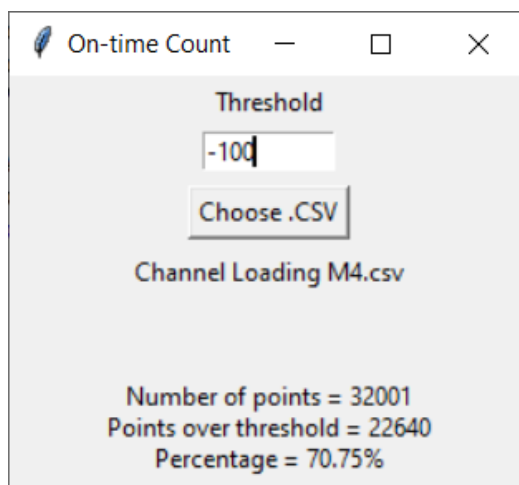 On-time Count
Threshold
-100
Choose .CSV
Channel Loading M4.csv
Number of points = 32001
Points over threshold = 22640
Percentage = 70.75%